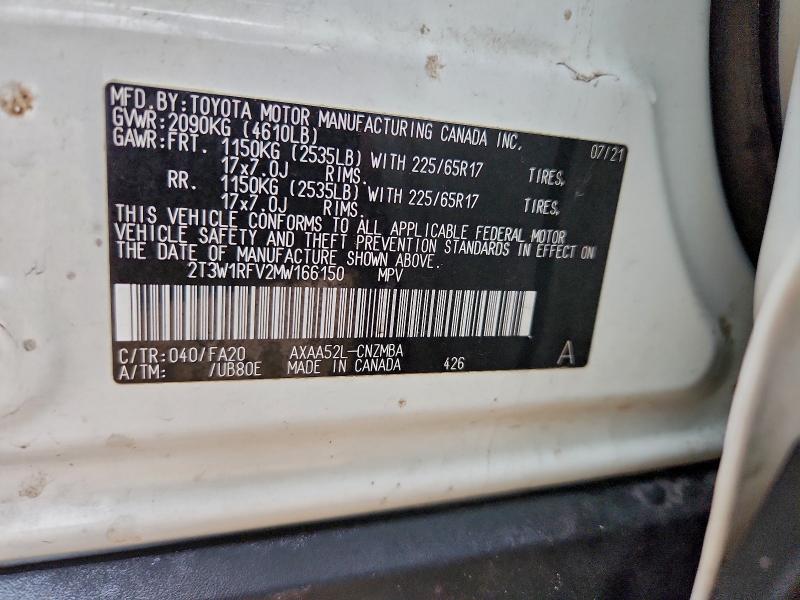 MFD.BY:TOYOTA MOTOR MANUFACTURING CANADA INC.
GVWR:2090KG (4610LB) 07/21
GAWR:FRT. 1150KG (2535LB) WITH 225/65R17 TIRES,
17x7.0J RIMS.
RR. 1150KG (2535LB) WITH 225/65R17 TIRES,
17x7.0J RIMS.
THIS VEHICLE CONFORMS TO ALL APPLICABLE FEDERAL MOTOR
VEHICLE SAFETY AND THEFT PREVENTION STANDARDS IN EFFECT ON
THE DATE OF MANUFACTURE SHOWN ABOVE.
2T3W1RFV2MW166150 MPV
C/TR:040/FA20 AXAA52L-CNZMBA
A/TM: /UB80E MADE IN CANADA 426 A